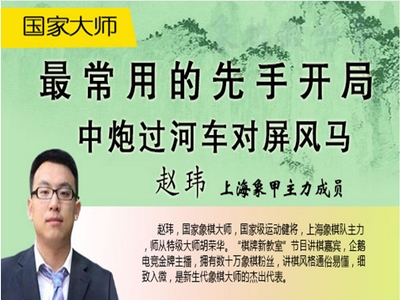 国家大师
最常用的先手开局
中炮过河车对屏风马
赵玮 上海象甲主力成员
赵玮，国家象棋大师，国家级运动健将，上海象棋队主力
，师从特级大师胡荣华。“棋牌新教室”节目讲棋嘉宾，企鹅
电竞金牌主播，拥有数十万象棋粉丝，讲棋风格通俗易懂，细
致入微，是新生代象棋大师的杰出代表。